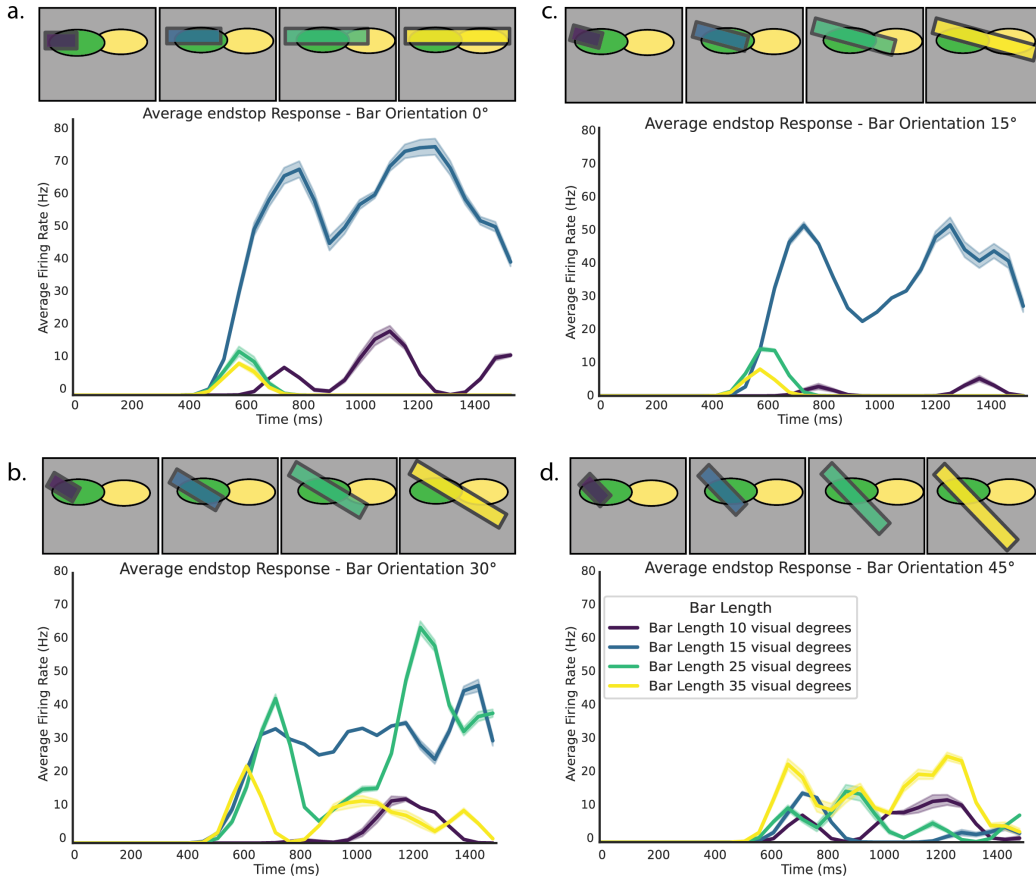 a.
Average endstop Response - Bar Orientation 0°
80
70
60
50
40
30
20
10
0
Average Firing Rate (Hz)
0 200 400 600 800 1000 1200 1400
Time (ms)
c.
Average endstop Response - Bar Orientation 15°
80
70
60
50
40
30
20
10
0
Average Firing Rate (Hz)
0 200 400 600 800 1000 1200 1400
Time (ms)
b.
Average endstop Response - Bar Orientation 30°
80
70
60
50
40
30
20
10
0
Average Firing Rate (Hz)
0 200 400 600 800 1000 1200 1400
Time (ms)
d.
Average endstop Response - Bar Orientation 45°
80
70
60
50
40
30
20
10
0
Average Firing Rate (Hz)
Bar Length
Bar Length 10 visual degrees
Bar Length 15 visual degrees
Bar Length 25 visual degrees
Bar Length 35 visual degrees
0 200 400 600 800 1000 1200 1400
Time (ms)